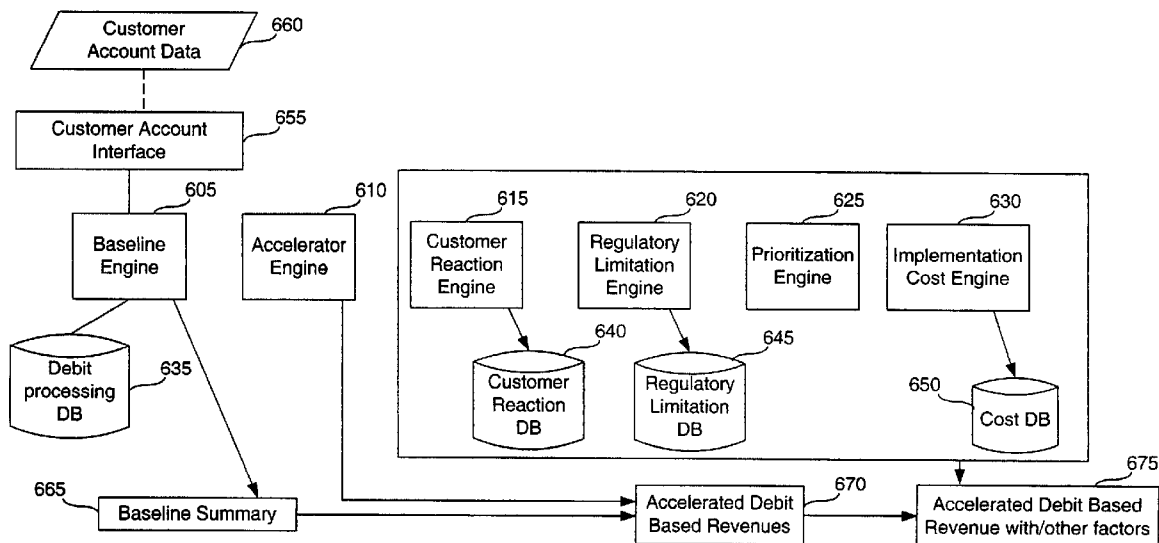 Customer
Account Data
660
Customer Account
Interface
655
605
Baseline
Engine
610
Accelerator
Engine
615
Customer
Reaction
Engine
620
Regulatory
Limitation
Engine
625
Prioritization
Engine
630
Implementation
Cost Engine
Debit
processing
DB
635
640
Customer
Reaction
DB
645
Regulatory
Limitation
DB
650
Cost DB
665
Baseline Summary
670
Accelerated Debit
Based Revenues
675
Accelerated Debit Based
Revenue with/other factors